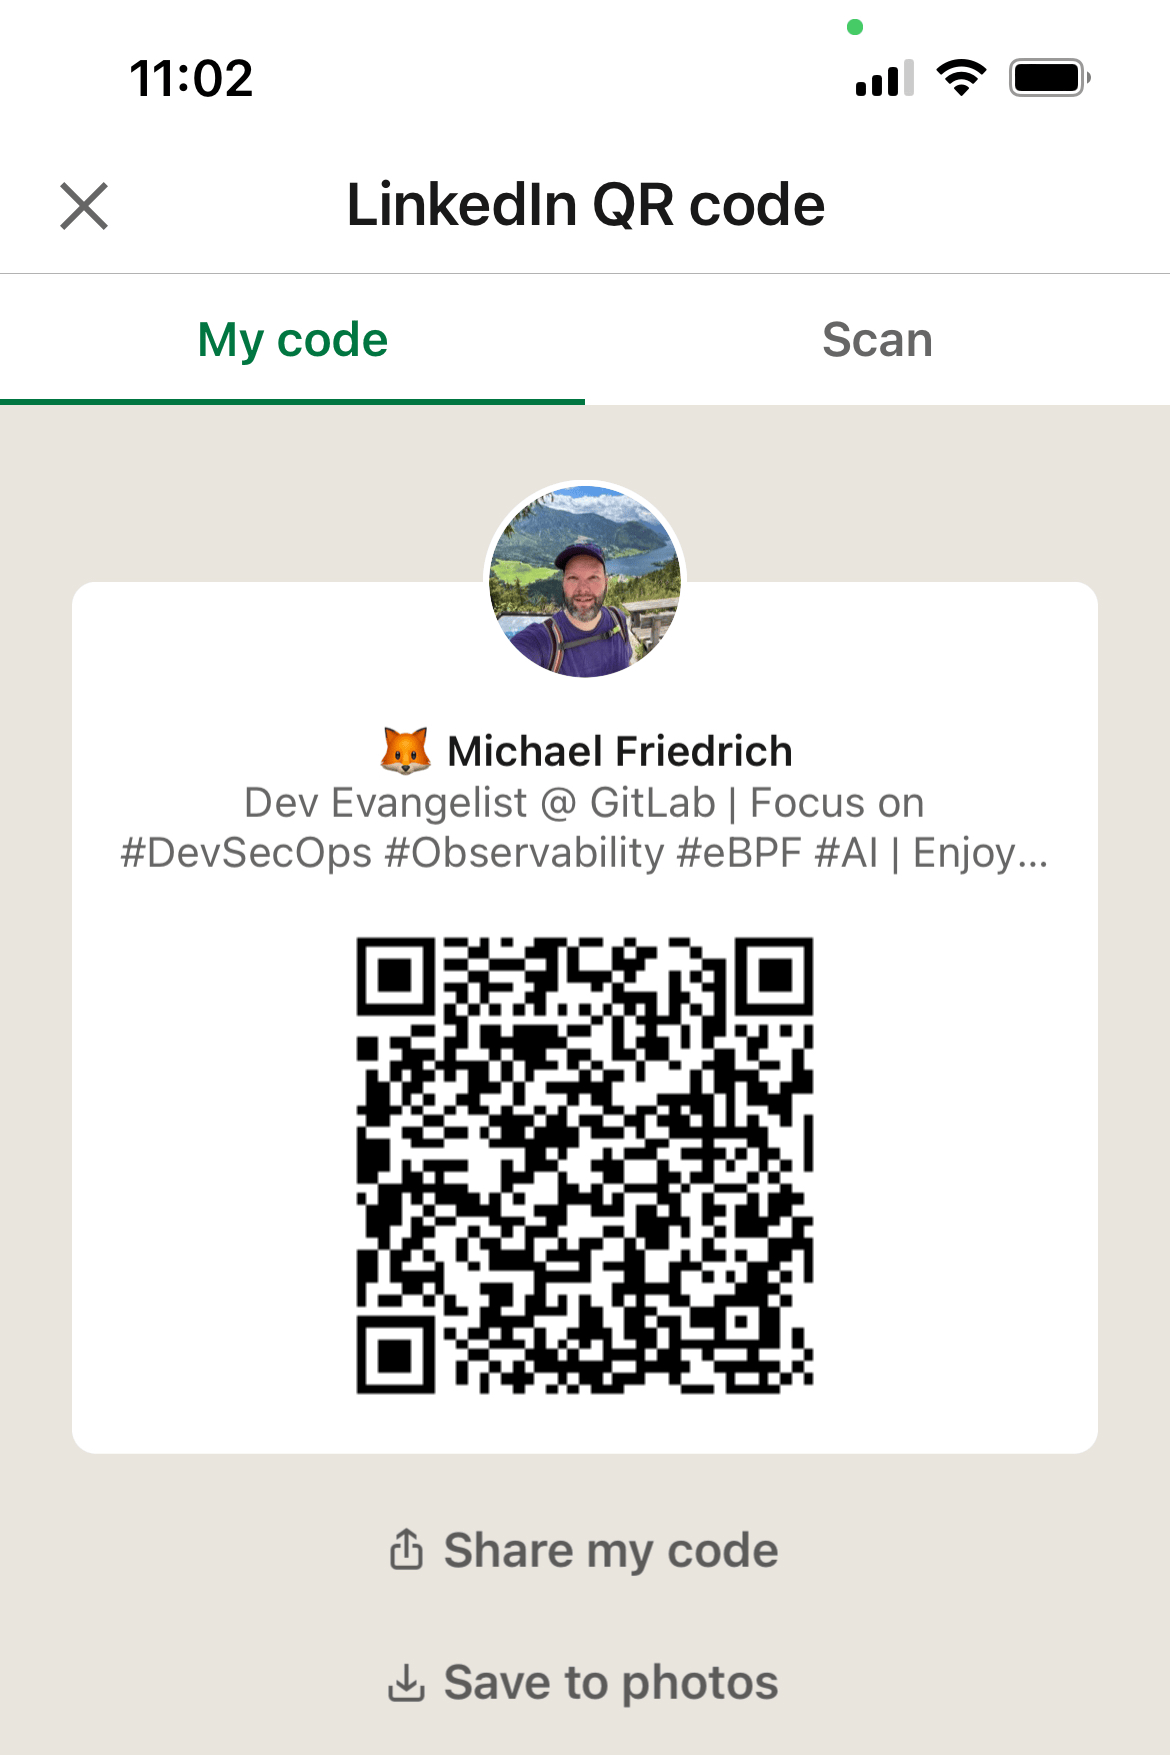 11:02
LinkedIn QR code
My code
Scan
🦊 Michael Friedrich
Dev Evangelist @ GitLab | Focus on
#DevSecOps #Observability #eBPF #AI | Enjoy...
Share my code
Save to photos